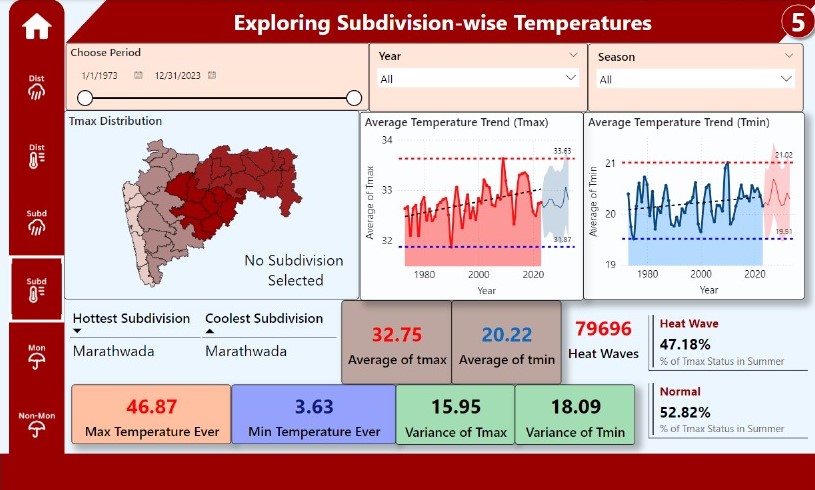 Exploring Subdivision-wise Temperatures
5
Dist
Dist
Subd
Subd
Mon
Non-Mon
Choose Period
1/1/1973
12/31/2023
Year
All
Season
All
Tmax Distribution
No Subdivision
Selected
Average Temperature Trend (Tmax)
34
33
32
Average of Tmax
33.63
31.87
1980
2000
2020
Year
Average Temperature Trend (Tmin)
21
20
19
Average of Tmin
21.02
19.51
1980
2000
2020
Year
Hottest Subdivision
Marathwada
Coolest Subdivision
Marathwada
32.75
Average of tmax
20.22
Average of tmin
79696
Heat Waves
Heat Wave
47.18%
% of Tmax Status in Summer
46.87
Max Temperature Ever
3.63
Min Temperature Ever
15.95
Variance of Tmax
18.09
Variance of Tmin
Normal
52.82%
% of Tmax Status in Summer